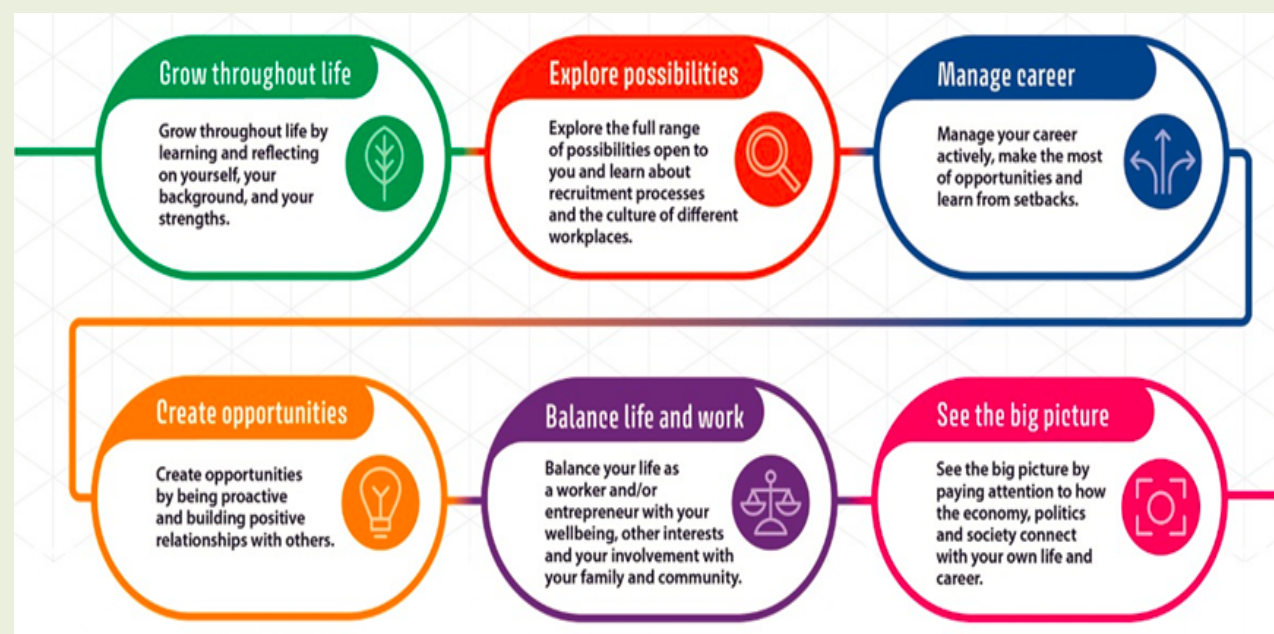 Grow throughout life
Grow throughout life by
learning and reflecting
on yourself, your
background, and your
strengths.
Explore possibilities
Explore the full range
of possibilities open to
you and learn about
recruitment processes
and the culture of different
workplaces.
Manage career
Manage your career
actively, make the most
of opportunities and
learn from setbacks.
Create opportunities
Create opportunities
by being proactive
and building positive
relationships with others.
Balance life and work
Balance your life as
a worker and/or
entrepreneur with your
wellbeing, other interests
and your involvement with
your family and community.
See the big picture
See the big picture by
paying attention to how
the economy, politics
and society connect
with your own life and
career.